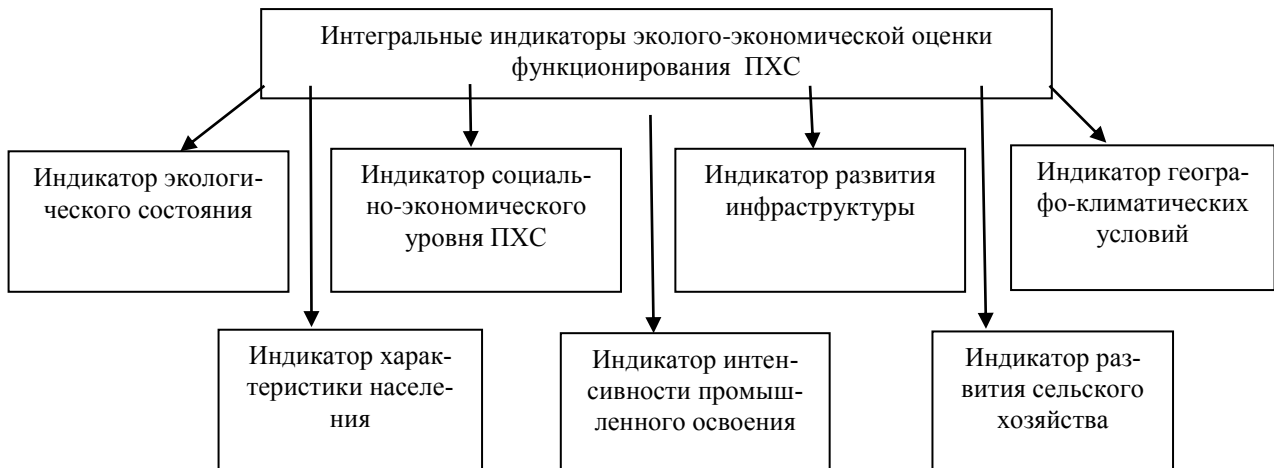 Интегральные индикаторы эколого-экономической оценки
функционирования ПХС
Индикатор экологи-
ческого состояния
Индикатор социаль-
но-экономического
уровня ПХС
Индикатор развития
инфраструктуры
Индикатор геогра-
фо-климатических
условий
Индикатор харак-
теристики населе-
ния
Индикатор интен-
сивности промыш-
ленного освоения
Индикатор раз-
вития сельского
хозяйства